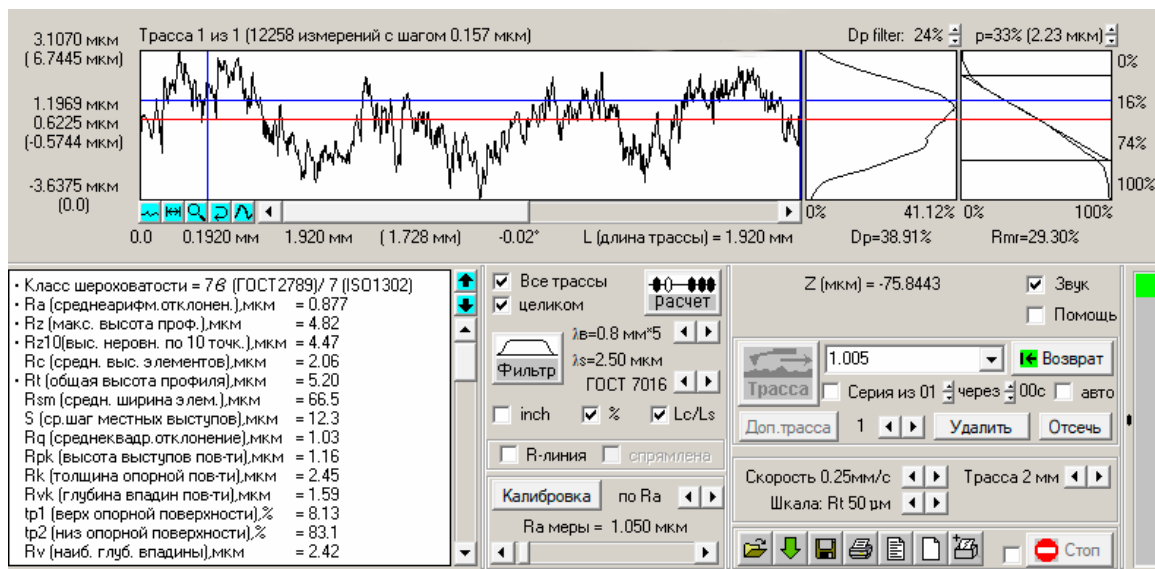 3.1070 мкм
Трасса 1 из 1 (12258 измерений с шагом 0.157 мкм)
Dp filter: 24%
p=33% (2.23 мкм)
( 6.7445 мкм)
0%
1.1969 мкм
16%
0.6225 мкм
(-0.5744 мкм)
74%
-3.6375 мкм
100%
(0.0)
0%
41.12%
0%
100%
0.0
0.1920 мм
1.920 мм
( 1.728 мм)
-0.02°
L (длина трассы) = 1.920 мм
Dp=38.91%
Rmr=29.30%
• Класс шероховатости = 7в (ГОСТ2789)/ 7 (ISO1302)
• Ra (среднеарифм.отклонен.),мкм = 0.877
• Rz (макс. высота проф.),мкм = 4.82
• Rz10(выс. неровн. по 10 точк.),мкм = 4.47
Rc (средн. выс. элементов),мкм = 2.06
• Rt (общая высота профиля),мкм = 5.20
Rsm (средн. ширина элем.),мкм = 66.5
S (ср.шаг местных выступов),мкм = 12.3
Rq (среднеквадр.отклонение),мкм = 1.03
Rpk (высота выступов пов-ти),мкм = 1.16
Rk (толщина опорной пов-ти),мкм = 2.45
Rvk (глубина впадин пов-ти),мкм = 1.59
tp1 (верх опорной поверхности),% = 8.13
tp2 (низ опорной поверхности),% = 83.1
Rv (наиб. глуб. впадины),мкм = 2.42
Все трассы
целиком
расчет
λв=0.8 мм*5
Фильтр
λs=2.50 мкм
ГОСТ 7016
inch
%
Lc/Ls
R-линия
спрямлена
Калибровка
по Ra
Ra меры = 1.050 мкм
Z (мкм) = -75.8443
Звук
Помощь
Трасса
1.005
Возврат
Серия из 01
через
00с
авто
Доп.трасса
1
Удалить
Отсечь
Скорость 0.25мм/с
Трасса 2 мм
Шкала: Rt 50 µм
Стоп